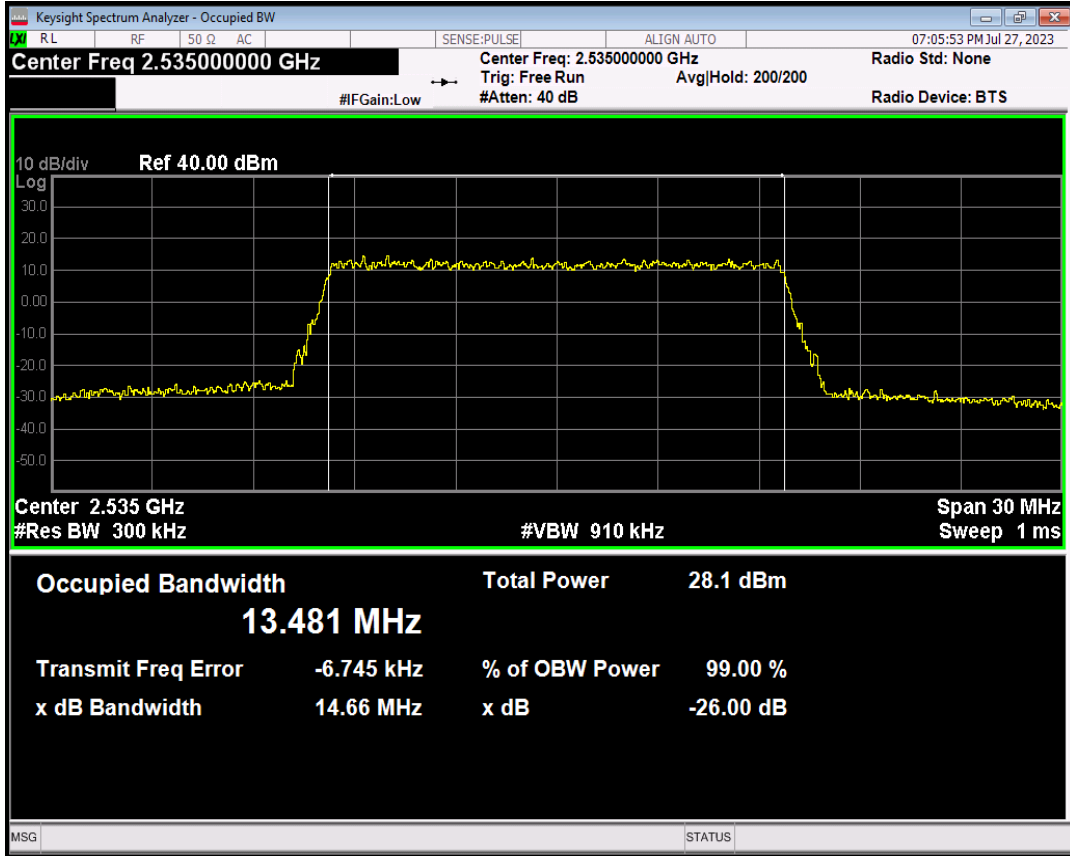 Keysight Spectrum Analyzer - Occupied BW
LXI RL RF 50 Ω AC SENSE:PULSE ALIGN AUTO 07:05:53 PM Jul 27, 2023
Center Freq 2.535000000 GHz Center Freq: 2.535000000 GHz Radio Std: None
Trig: Free Run Avg|Hold: 200/200
#IFGain:Low #Atten: 40 dB Radio Device: BTS
10 dB/div Ref 40.00 dBm
Log
30.0
20.0
10.0
0.00
-10.0
-20.0
-30.0
-40.0
-50.0
Center 2.535 GHz Span 30 MHz
#Res BW 300 kHz #VBW 910 kHz Sweep 1 ms
Occupied Bandwidth Total Power 28.1 dBm
13.481 MHz
Transmit Freq Error -6.745 kHz % of OBW Power 99.00 %
x dB Bandwidth 14.66 MHz x dB -26.00 dB
MSG STATUS